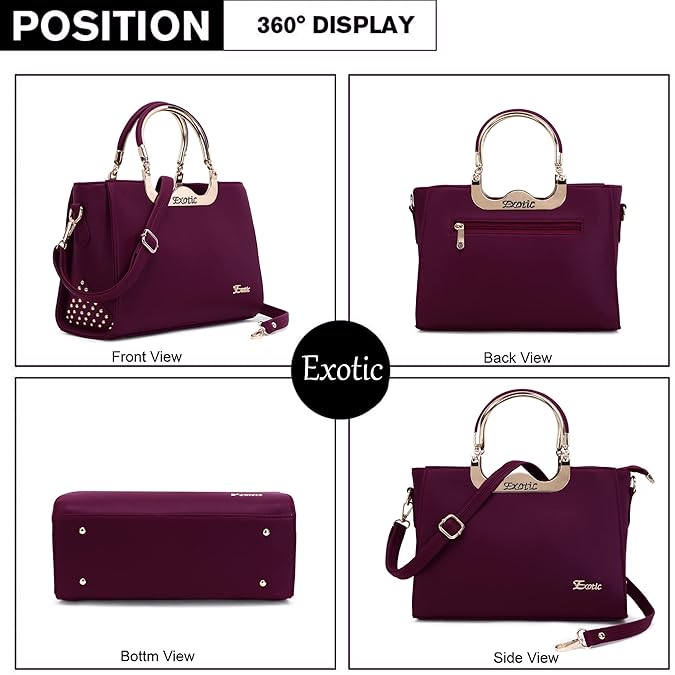 POSITION
360° DISPLAY
Exotic
Exotic
Front View
Exotic
Back View
Exotic
Bottm View
Exotic
Exotic
Side View